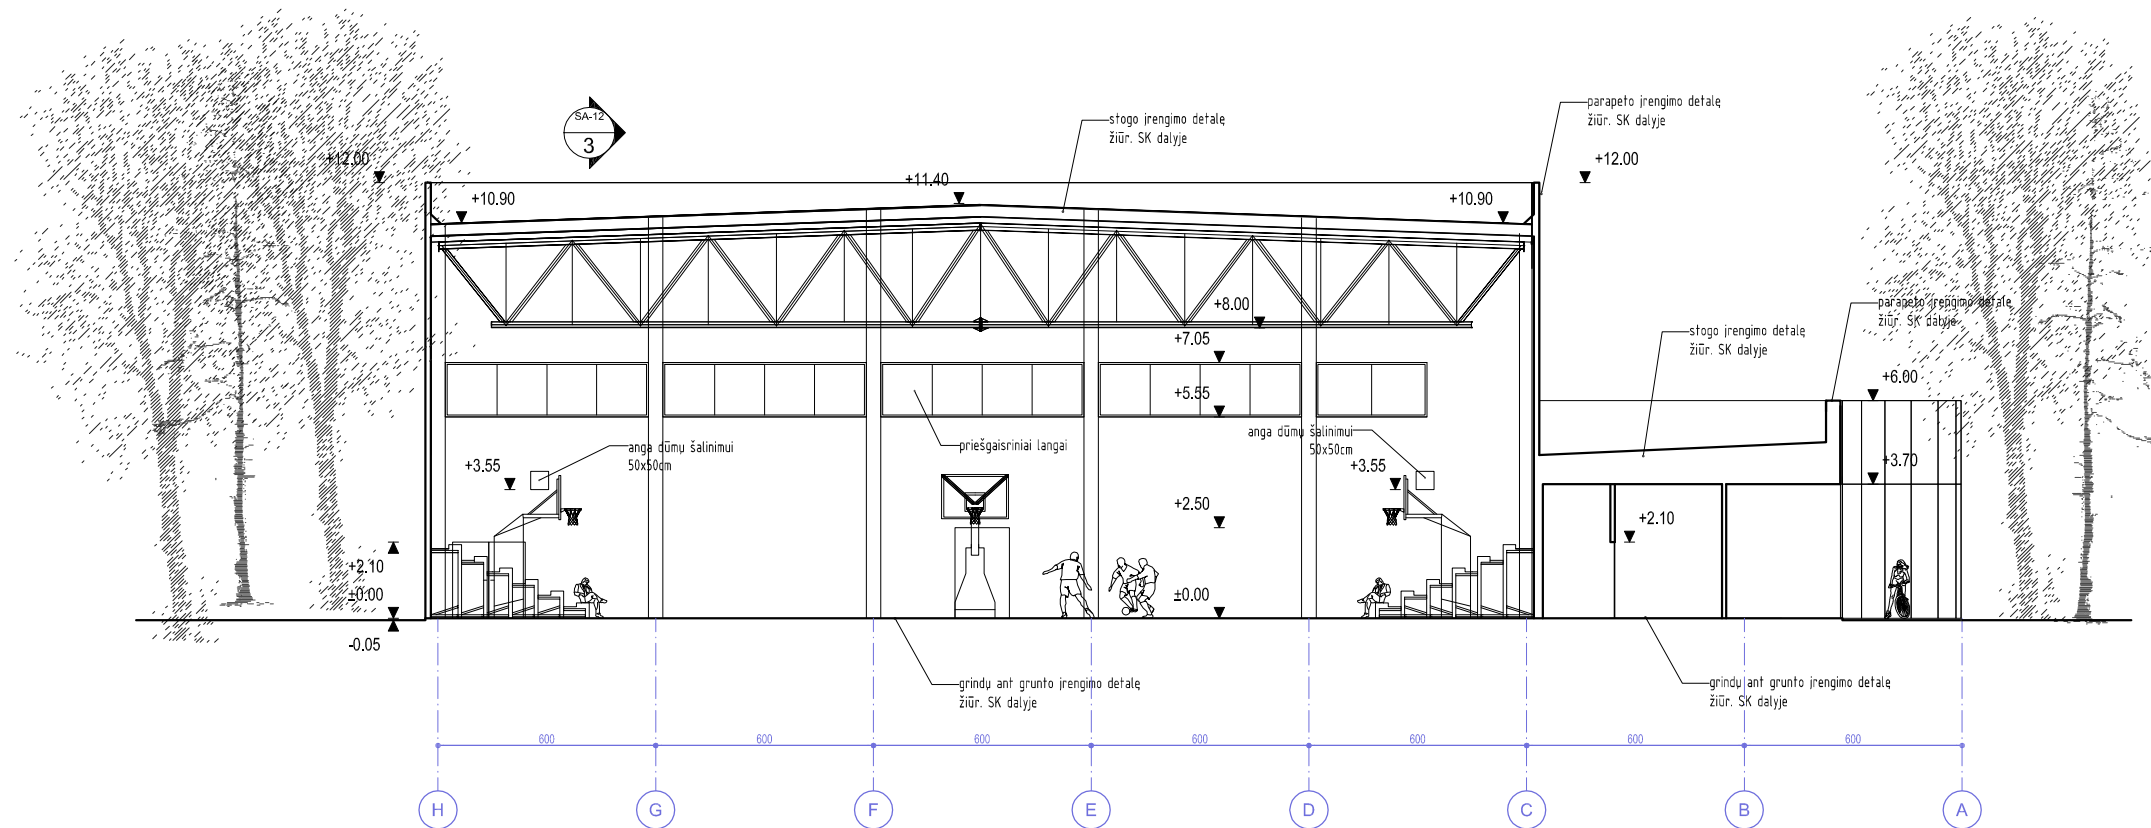 SA-12
3
stogo įrengimo detalę
žiūr. SK dalyje
parapeto įrengimo detalę
žiūr. SK dalyje
+12.00
+12.00
+11.40
+10.90
+10.90
+8.00
parapeto įrengimo detalę
žiūr. SK dalyje
stogo įrengimo detalę
žiūr. SK dalyje
+7.05
+6.00
+5.55
anga dūmų šalinimui
50x50cm
priešgaisriniai langai
anga dūmų šalinimui
50x50cm
+3.55
+3.55
+3.70
+2.50
+2.10
+2.10
±0.00
±0.00
-0.05
grindų ant grunto įrengimo detalę
žiūr. SK dalyje
grindų ant grunto įrengimo detalę
žiūr. SK dalyje
600 600 600 600 600 600 600
H G F E D C B A